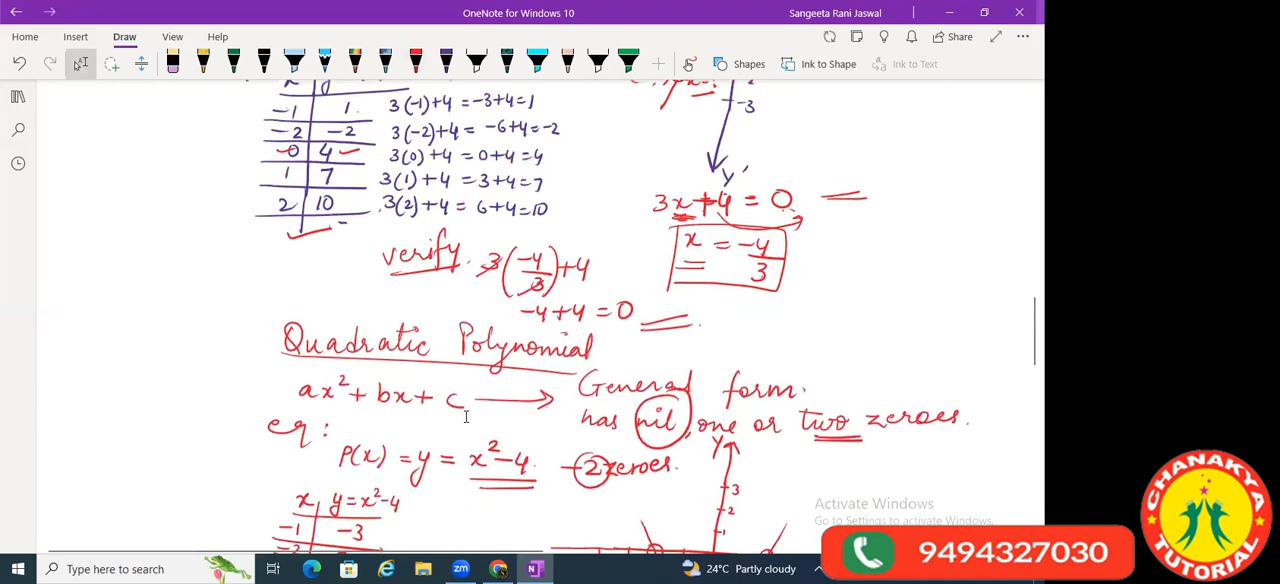 OneNote for Windows 10
Sangeeta Rani Jaswal
Home Insert Draw View Help
Share
Shapes Ink to Shape Ink to Text
-1 | 1 3(-1)+4 = -3+4=1
-2 | -2 3(-2)+4 = -6+4=-2
0 | 4 3(0)+4 = 0+4=4
1 | 7 3(1)+4 = 3+4=7
2 | 10 3(2)+4 = 6+4=10
-3
Y'
3x+4 = 0
x = -4/3
verify. 3(-4/3)+4
-4+4 = 0
Quadratic Polynomial
ax²+bx+c → General form.
has nil, one or two zeroes.
eg:
P(x) = y = x²-4. -2zeroes.
x | y=x²-4
-1 | -3
Y
3
2
1
Activate Windows
Go to Settings to activate Windows.
CHANAKYA
TUTORIAL
9494327030
Type here to search
zm
24°C Partly cloudy